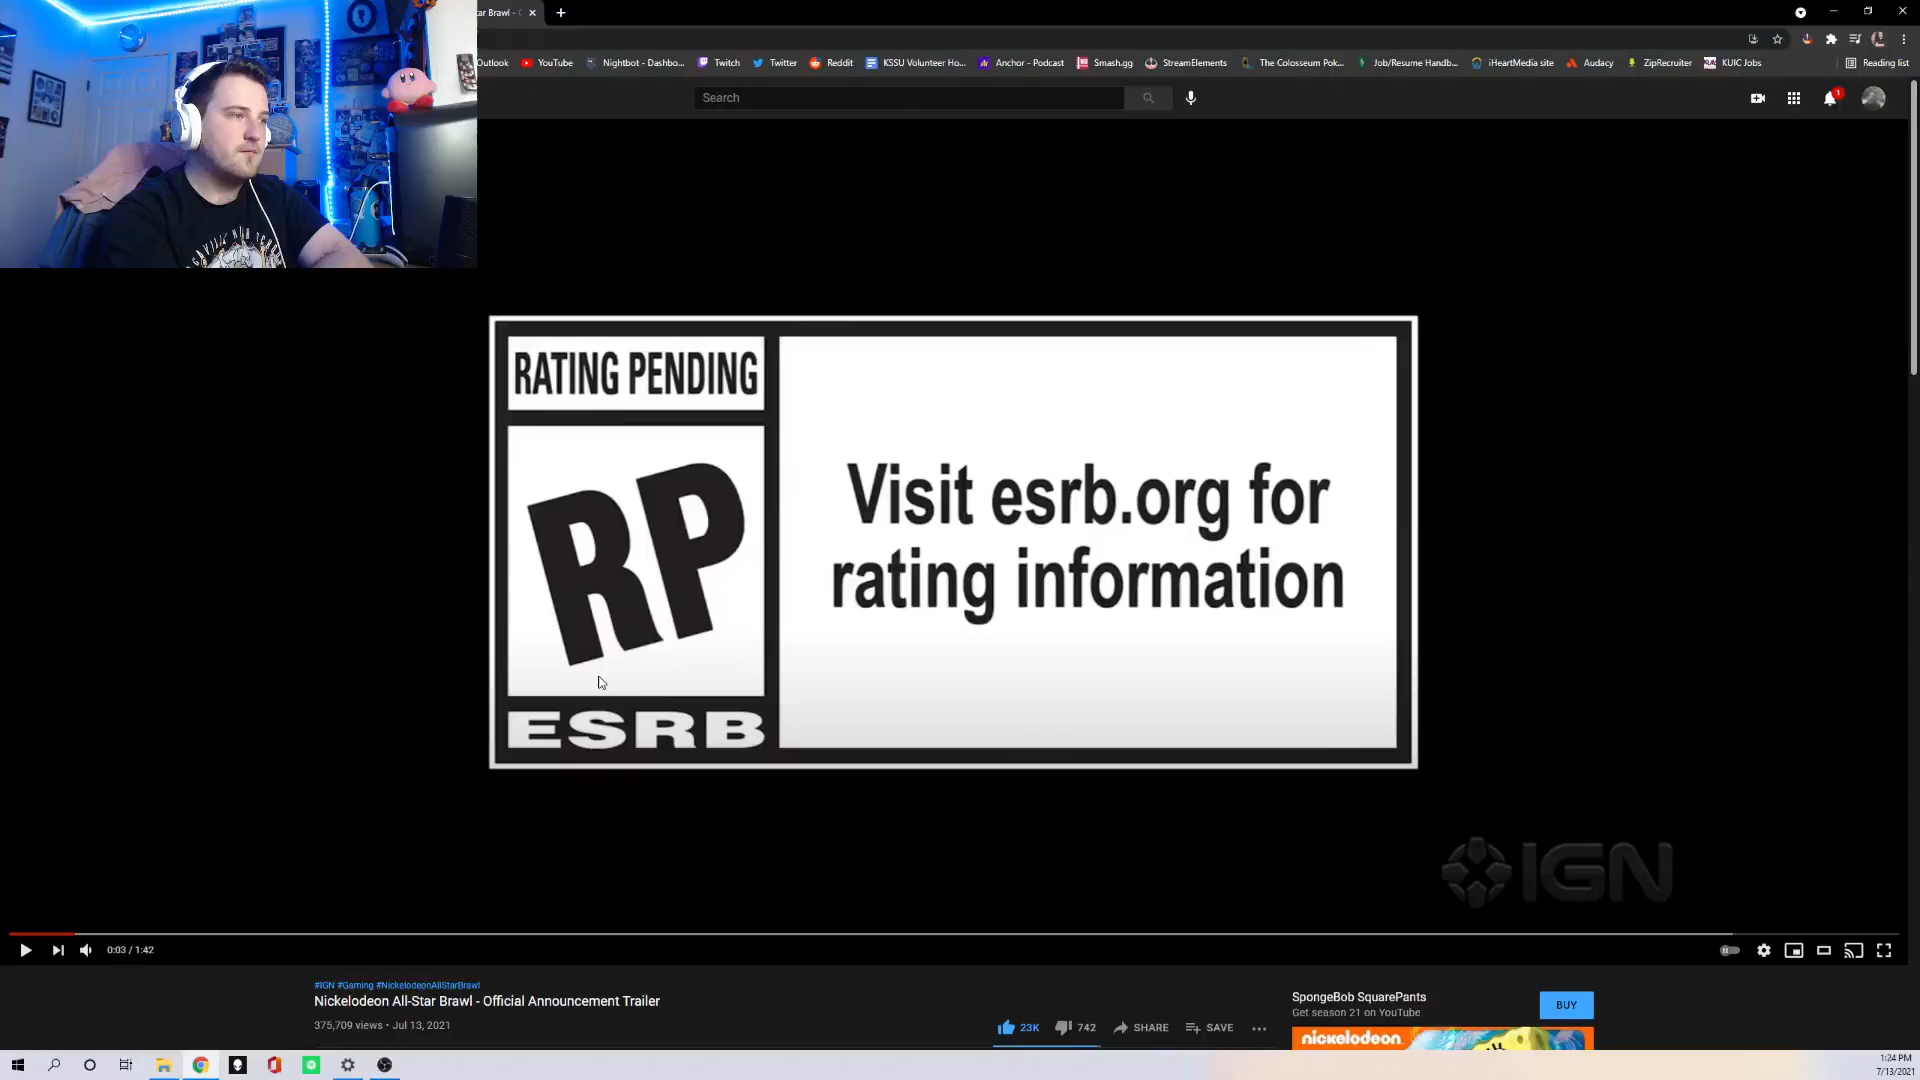 star Brawl - (
Outlook
YouTube
Nightbot - Dashbo...
Twitch
Twitter
Reddit
KSSU Volunteer Ho...
Anchor - Podcast
Smash.gg
StreamElements
The Colosseum Pok...
Job/Resume Handb...
iHeartMedia site
Audacy
ZipRecruiter
KUIC Jobs
Reading list
Search
1
RATING PENDING
RP
ESRB
Visit esrb.org for
rating information
IGN
0:03 / 1:42
#IGN #Gaming #NickelodeonAllStarBrawl
Nickelodeon All-Star Brawl - Official Announcement Trailer
375,709 views • Jul 13, 2021
23K
742
SHARE
SAVE
SpongeBob SquarePants
Get season 21 on YouTube
BUY
nickelodeon
1:24 PM
7/13/2021